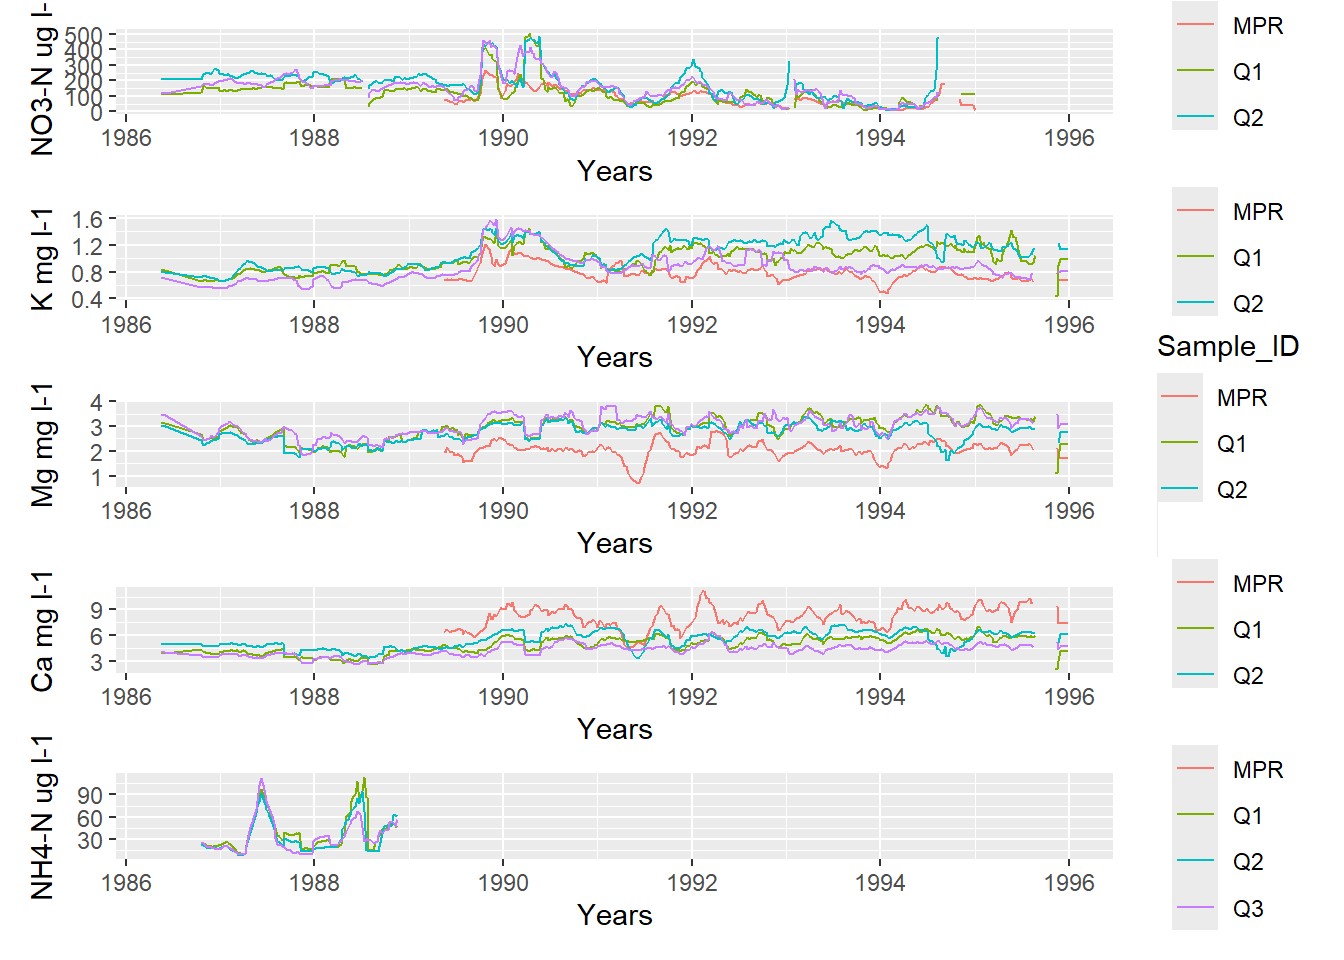 NO3-N ug l-
500
400
300
200
100
0
1986 1988 1990 1992 1994 1996
Years
MPR
Q1
Q2
K mg l-1
1.6
1.2
0.8
0.4
1986 1988 1990 1992 1994 1996
Years
MPR
Q1
Q2
Mg mg l-1
4
3
2
1
1986 1988 1990 1992 1994 1996
Years
Sample_ID
MPR
Q1
Q2
Ca mg l-1
9
6
3
1986 1988 1990 1992 1994 1996
Years
MPR
Q1
Q2
NH4-N ug l-1
90
60
30
1986 1988 1990 1992 1994 1996
Years
MPR
Q1
Q2
Q3